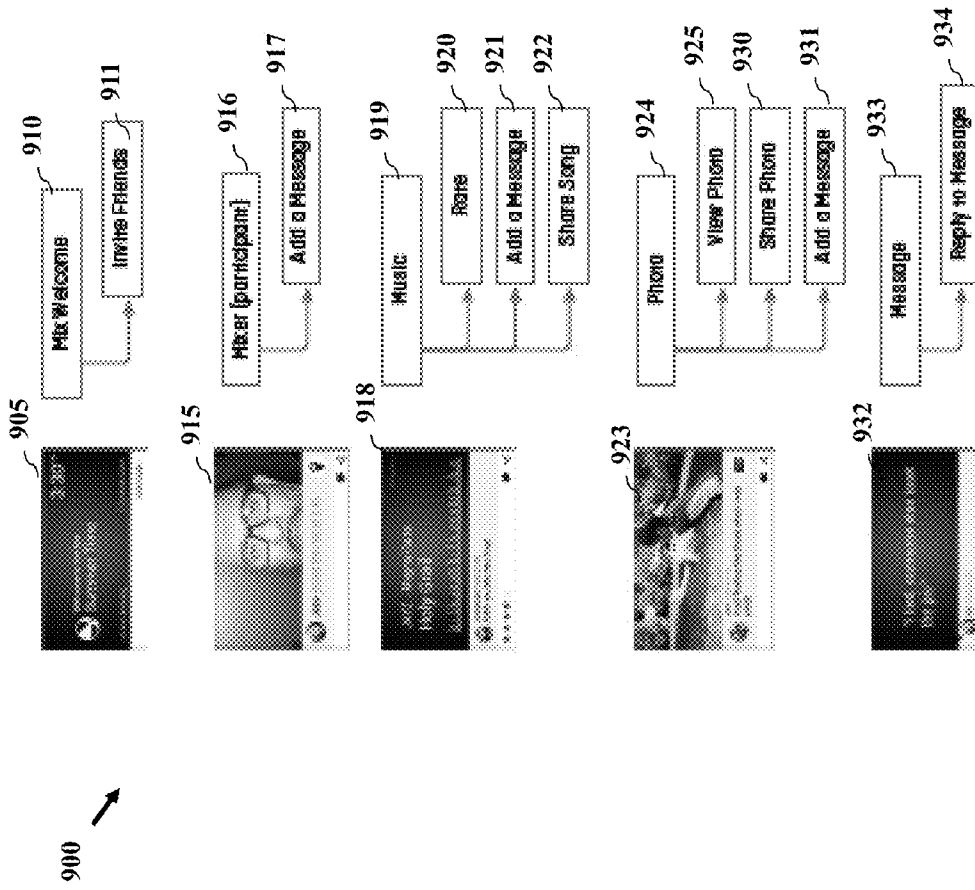 900
905
910
Mix Welcome
911
Invite Friends
915
916
Mixer (participant)
917
Add a Message
918
919
Music
920
Rate
921
Add a Message
922
Share Song
923
924
Photo
925
View Photo
930
Share Photo
931
Add a Message
932
933
Message
934
Reply to Message